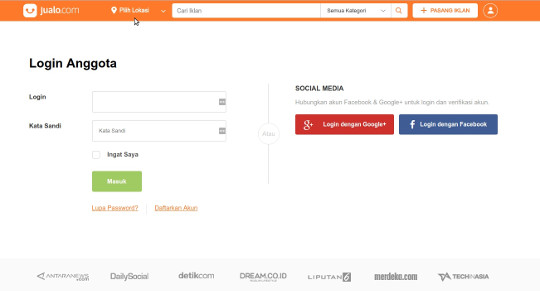 jualo.com
Pilih Lokasi
Cari Iklan
Semua Kategori
+ PASANG IKLAN
Login Anggota
Login
Kata Sandi
Kata Sandi
Ingat Saya
Masuk
Lupa Password?
Daftarkan Akun
Atau
SOCIAL MEDIA
Hubungkan akun Facebook & Google+ untuk login dan verifikasi akun.
Login dengan Google+
Login dengan Facebook
ANTARANEWS.com
DailySocial
detikcom
DREAM.CO.ID
LIPUTAN 6
merdeka.com
TECHINASIA